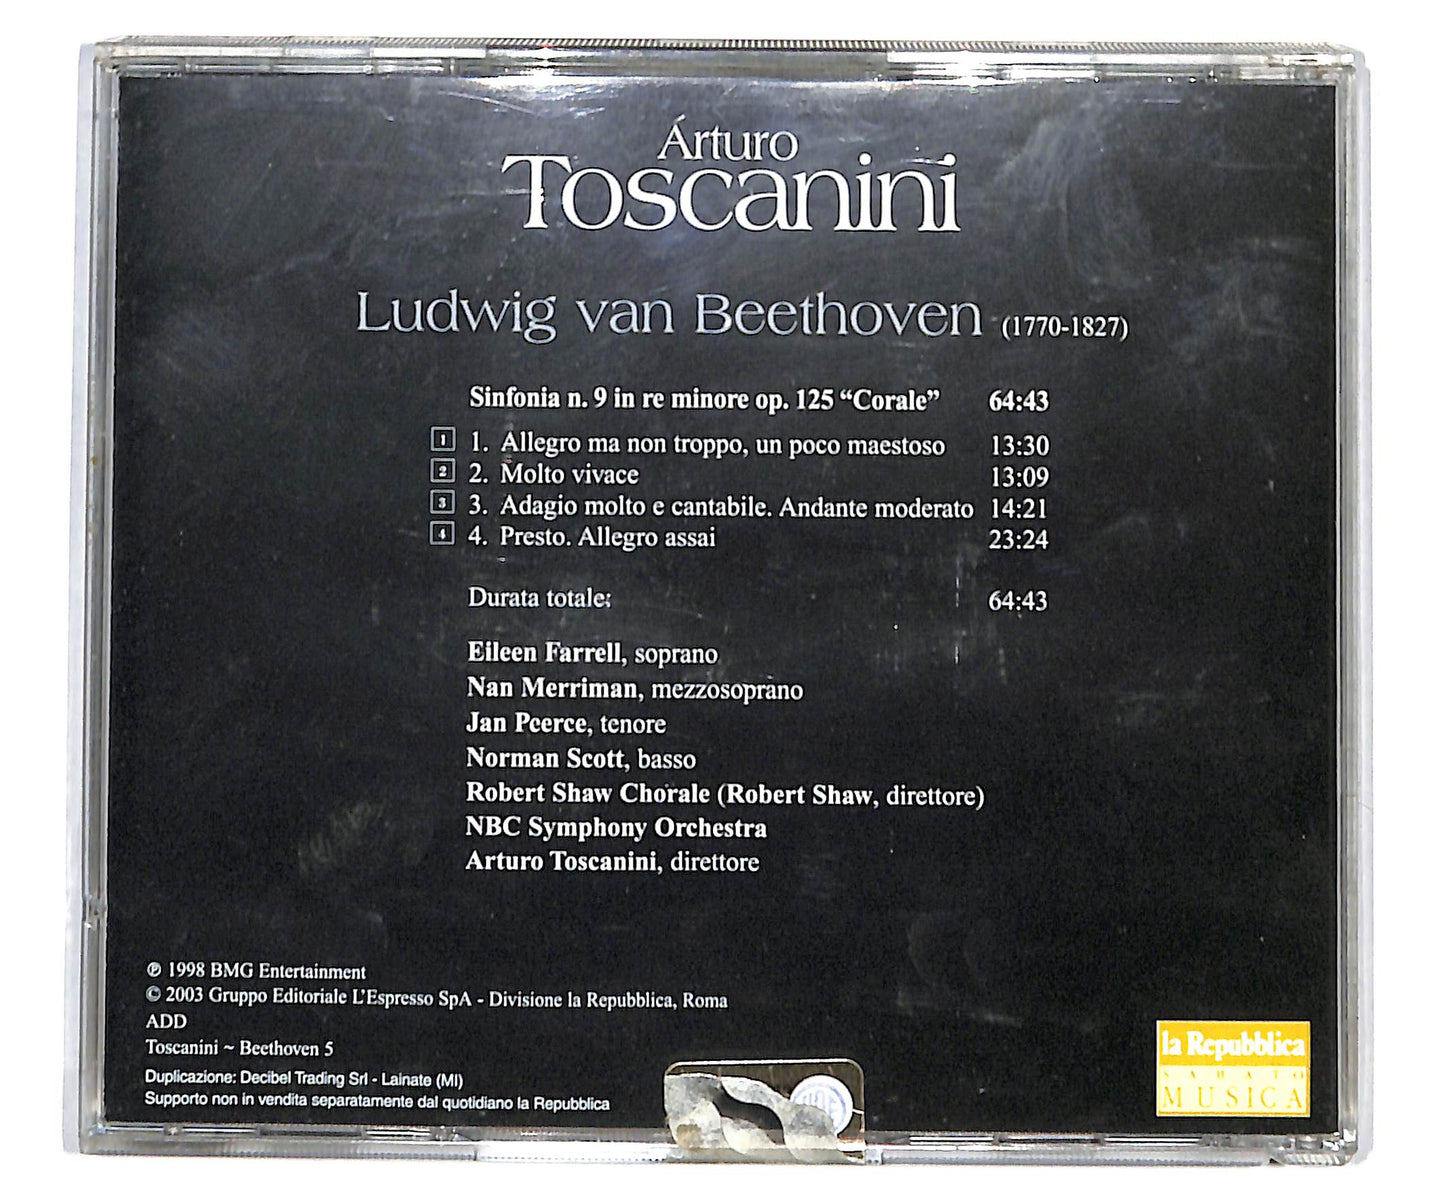 Arturo
Toscanini
Ludwig van Beethoven (1770-1827)
Sinfonia n. 9 in re minore op. 125 “Corale” 64:43
1 1. Allegro ma non troppo, un poco maestoso 13:30
2 2. Molto vivace 13:09
3 3. Adagio molto e cantabile. Andante moderato 14:21
4 4. Presto. Allegro assai 23:24
Durata totale: 64:43
Eileen Farrell, soprano
Nan Merriman, mezzosoprano
Jan Peerce, tenore
Norman Scott, basso
Robert Shaw Chorale (Robert Shaw, direttore)
NBC Symphony Orchestra
Arturo Toscanini, direttore
℗ 1998 BMG Entertainment
© 2003 Gruppo Editoriale L’Espresso SpA - Divisione la Repubblica, Roma
ADD
Toscanini ~ Beethoven 5
Duplicazione: Decibel Trading Srl - Lainate (MI)
Supporto non in vendita separatamente dal quotidiano la Repubblica
la Repubblica
SABATO
MUSICA